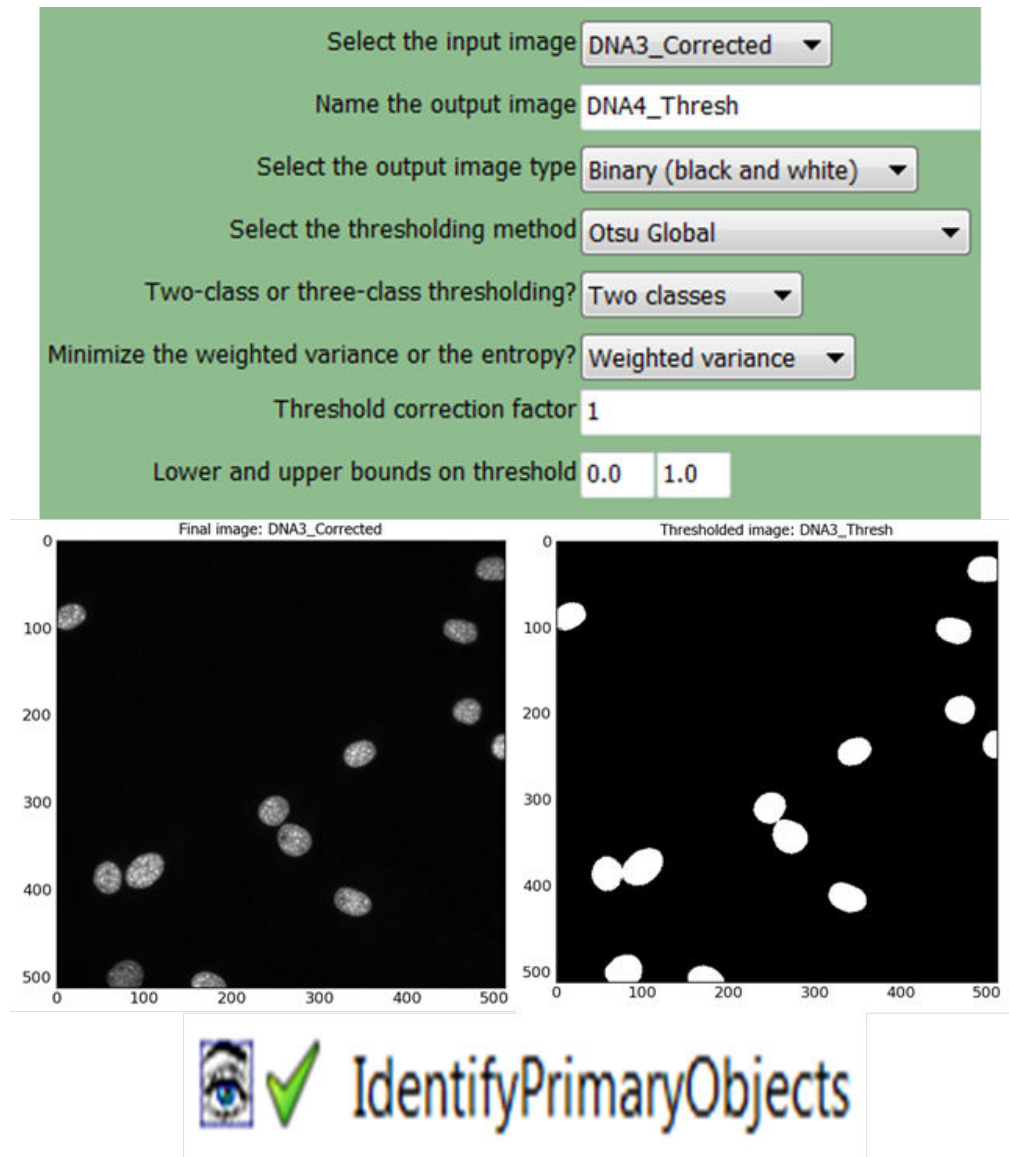 Select the input image DNA3_Corrected
Name the output image DNA4_Thresh
Select the output image type Binary (black and white)
Select the thresholding method Otsu Global
Two-class or three-class thresholding? Two classes
Minimize the weighted variance or the entropy? Weighted variance
Threshold correction factor 1
Lower and upper bounds on threshold 0.0 1.0
Final image: DNA3_Corrected
0
100
200
300
400
500
0 100 200 300 400 500
Thresholded image: DNA3_Thresh
0
100
200
300
400
500
0 100 200 300 400 500
IdentifyPrimaryObjects